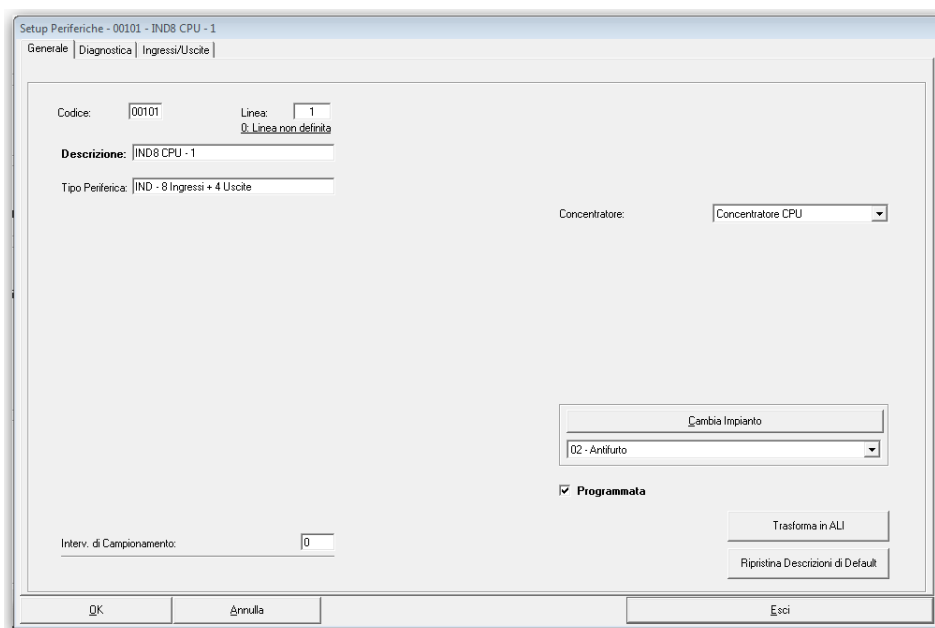 Setup Periferiche - 00101 - IND8 CPU - 1
Generale Diagnostica Ingressi/Uscite
Codice: 00101 Linea: 1
0: Linea non definita
Descrizione: IND8 CPU - 1
Tipo Periferica: IND - 8 Ingressi + 4 Uscite
Concentratore: Concentratore CPU
Cambia Impianto
02 - Antifurto
Programmata
Trasforma in ALI
Interv. di Campionamento: 0
Ripristina Descrizioni di Default
OK Annulla Esci